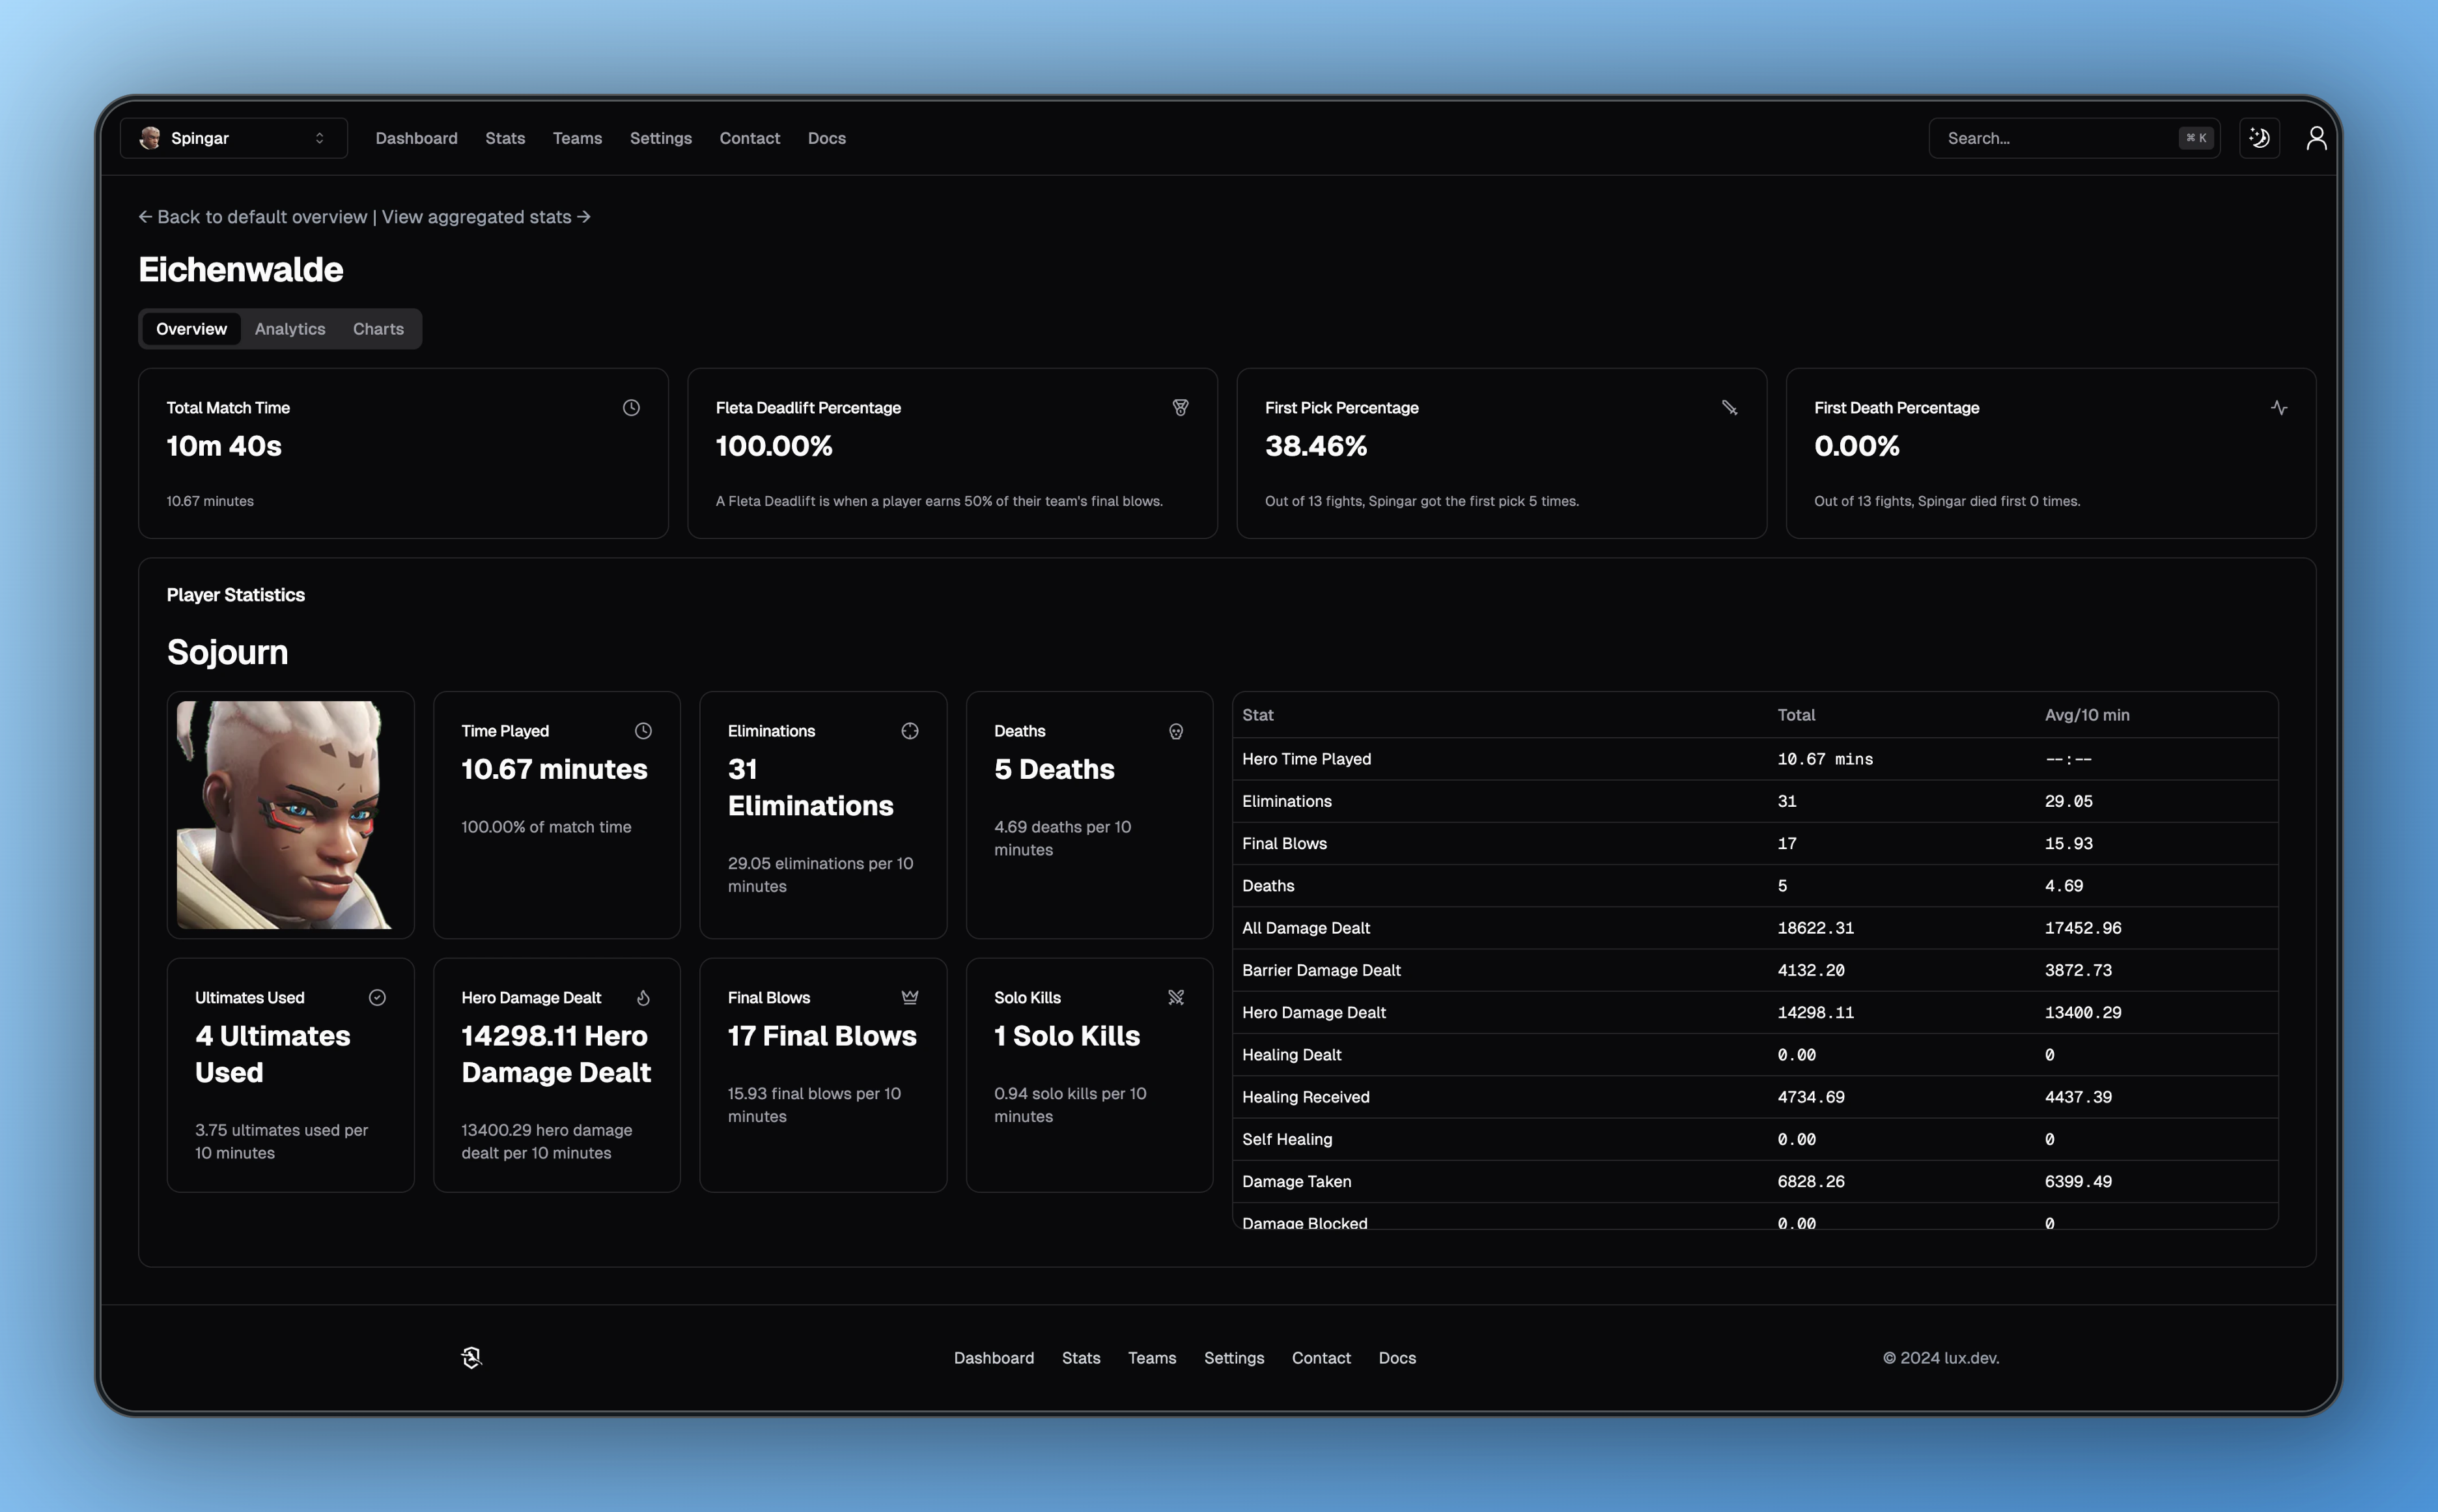 Spingar
Dashboard Stats Teams Settings Contact Docs
Search... ⌘ K
← Back to default overview | View aggregated stats →
Eichenwalde
Overview Analytics Charts
Total Match Time
10m 40s
10.67 minutes
Fleta Deadlift Percentage
100.00%
A Fleta Deadlift is when a player earns 50% of their team's final blows.
First Pick Percentage
38.46%
Out of 13 fights, Spingar got the first pick 5 times.
First Death Percentage
0.00%
Out of 13 fights, Spingar died first 0 times.
Player Statistics
Sojourn
Time Played
10.67 minutes
100.00% of match time
Eliminations
31
Eliminations
29.05 eliminations per 10
minutes
Deaths
5 Deaths
4.69 deaths per 10
minutes
Ultimates Used
4 Ultimates
Used
3.75 ultimates used per
10 minutes
Hero Damage Dealt
14298.11 Hero
Damage Dealt
13400.29 hero damage
dealt per 10 minutes
Final Blows
17 Final Blows
15.93 final blows per 10
minutes
Solo Kills
1 Solo Kills
0.94 solo kills per 10
minutes
Stat Total Avg/10 min
Hero Time Played 10.67 mins --:--
Eliminations 31 29.05
Final Blows 17 15.93
Deaths 5 4.69
All Damage Dealt 18622.31 17452.96
Barrier Damage Dealt 4132.20 3872.73
Hero Damage Dealt 14298.11 13400.29
Healing Dealt 0.00 0
Healing Received 4734.69 4437.39
Self Healing 0.00 0
Damage Taken 6828.26 6399.49
Damage Blocked 0.00 0
Dashboard Stats Teams Settings Contact Docs
© 2024 lux.dev.